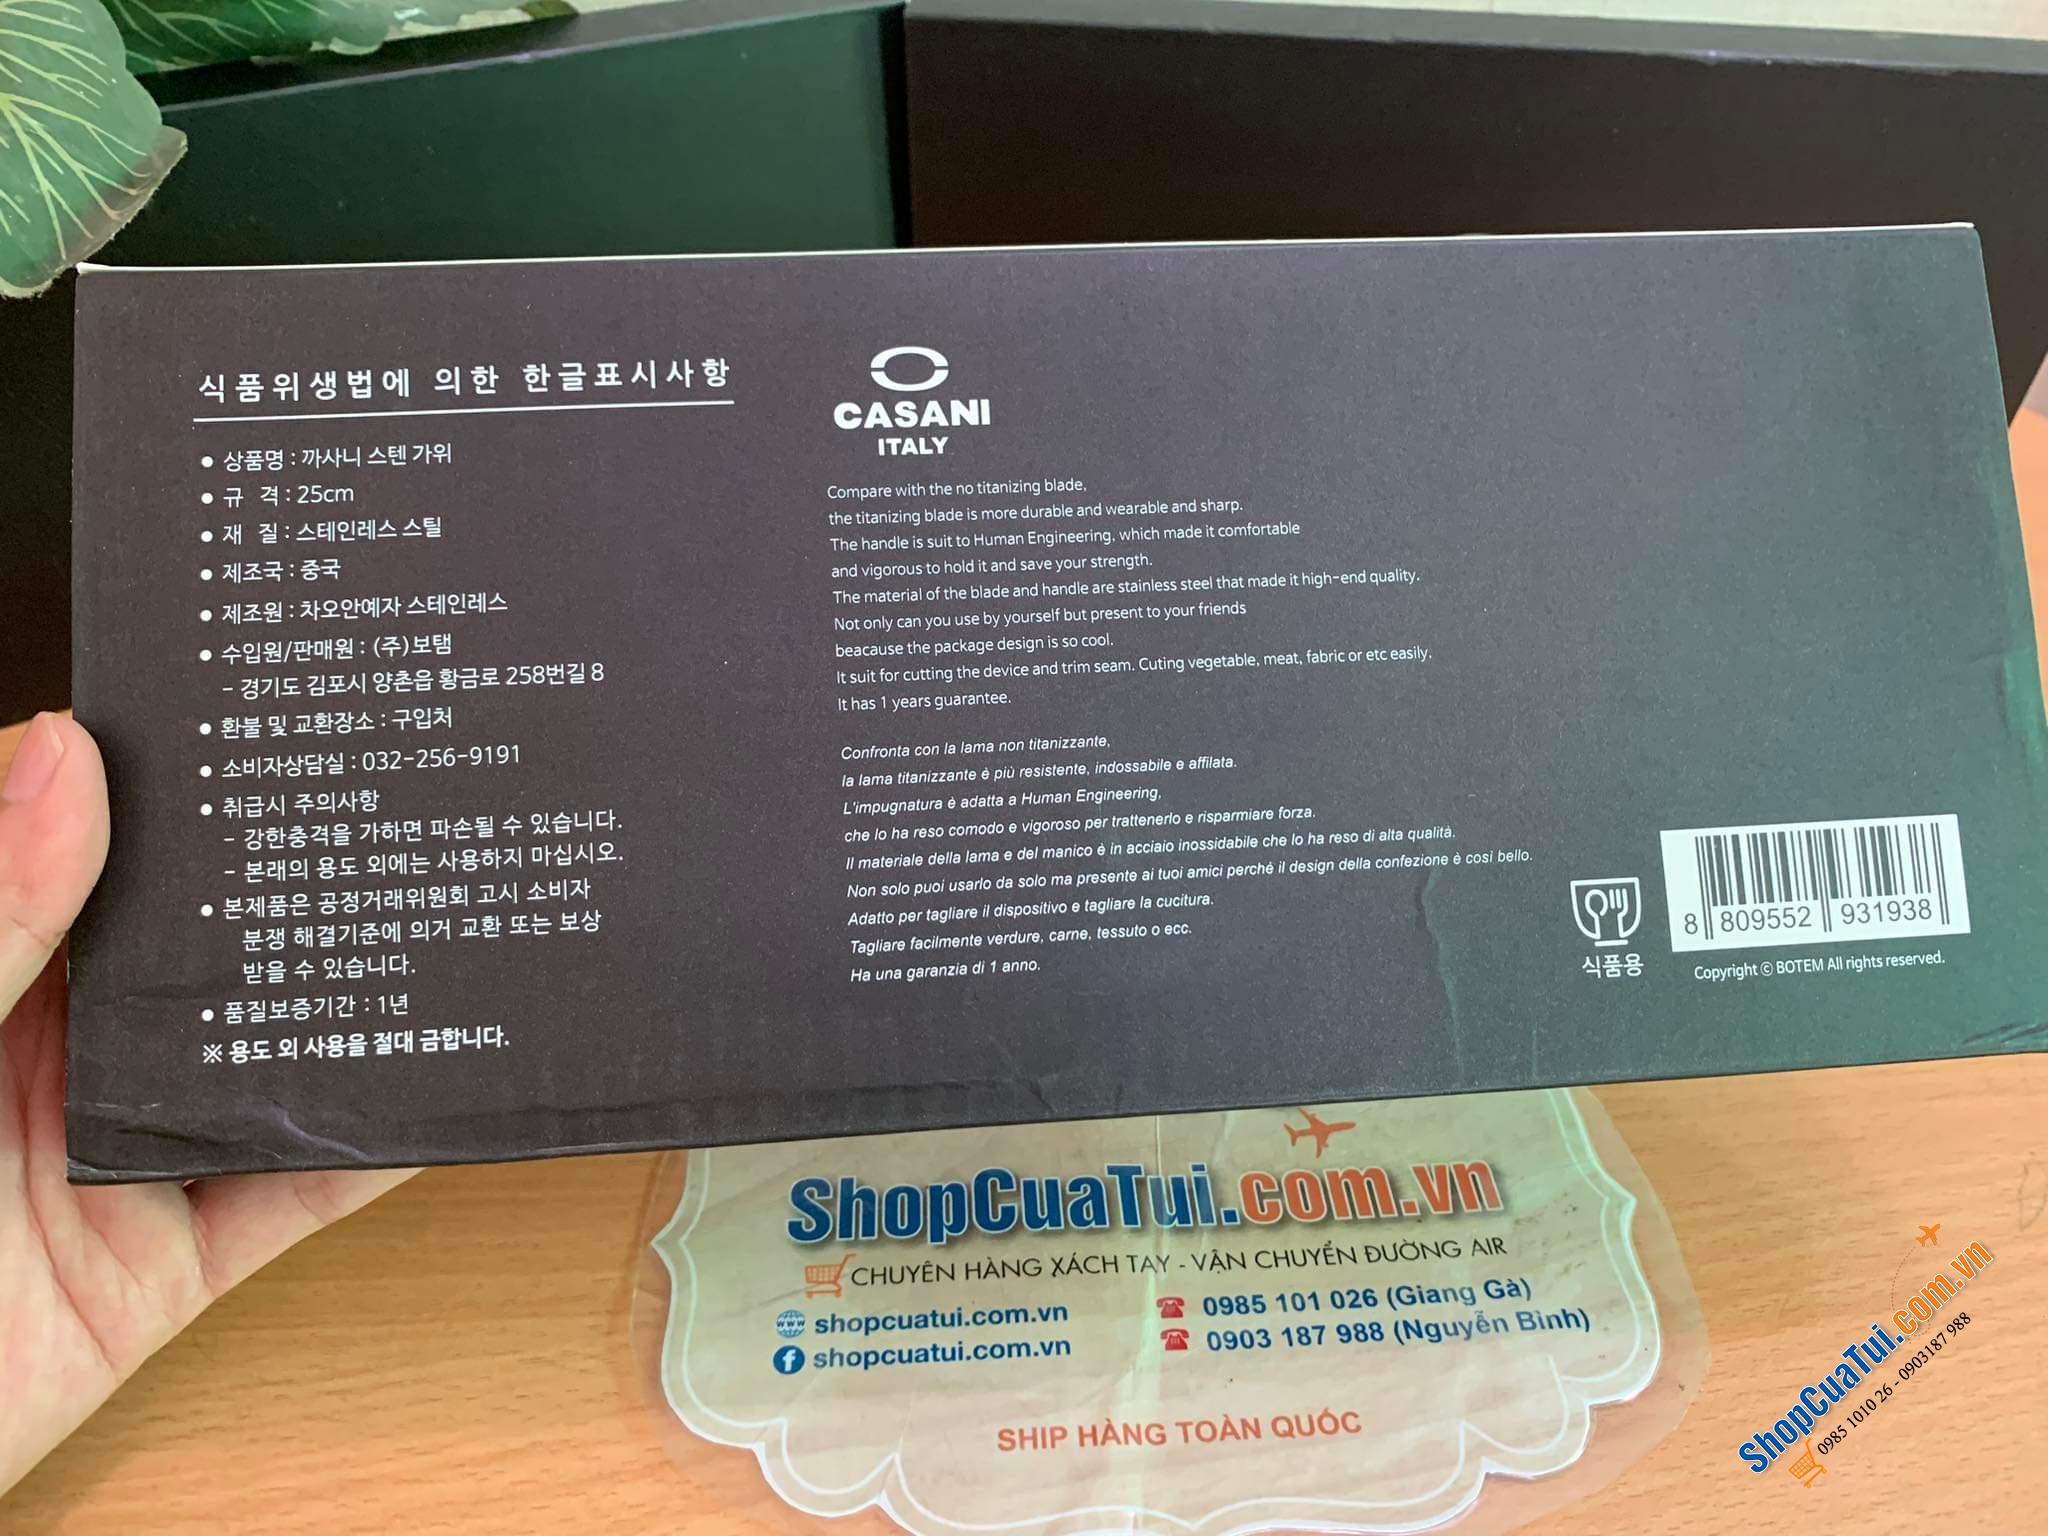 식품위생법에 의한 한글표시사항
● 상품명 : 까사니 스텐 가위
● 규 격 : 25cm
● 재 질 : 스테인레스 스틸
● 제조국 : 중국
● 제조원 : 차오안예자 스테인레스
● 수입원/판매원 : (주)보탬
- 경기도 김포시 양촌읍 황금로 258번길 8
● 환불 및 교환장소 : 구입처
● 소비자상담실 : 032-256-9191
● 취급시 주의사항
- 강한충격을 가하면 파손될 수 있습니다.
- 본래의 용도 외에는 사용하지 마십시오.
● 본제품은 공정거래위원회 고시 소비자
분쟁 해결기준에 의거 교환 또는 보상
받을 수 있습니다.
● 품질보증기간 : 1년
※ 용도 외 사용을 절대 금합니다.
CASANI
ITALY
Compare with the no titanizing blade,
the titanizing blade is more durable and wearable and sharp.
The handle is suit to Human Engineering, which made it comfortable
and vigorous to hold it and save your strength.
The material of the blade and handle are stainless steel that made it high-end quality.
Not only can you use by yourself but present to your friends
beacause the package design is so cool.
It suit for cutting the device and trim seam. Cuting vegetable, meat, fabric or etc easily.
It has 1 years guarantee.
Confronta con la lama non titanizzante,
la lama titanizzante è più resistente, indossabile e affilata.
L'impugnatura è adatta a Human Engineering,
che lo ha reso comodo e vigoroso per trattenerlo e risparmiare forza.
Il materiale della lama e del manico è in acciaio inossidabile che lo ha reso di alta qualità.
Non solo puoi usarlo da solo ma presente ai tuoi amici perché il design della confezione è così bello.
Adatto per tagliare il dispositivo e tagliare la cucitura.
Tagliare facilmente verdure, carne, tessuto o ecc.
Ha una garanzia di 1 anno.
식품용
8 809552 931938
Copyright ⓒ BOTEM All rights reserved.
ShopCuaTui.com.vn
CHUYÊN HÀNG XÁCH TAY - VẬN CHUYỂN ĐƯỜNG AIR
www shopcuatui.com.vn
f shopcuatui.com.vn
0985 101 026 (Giang Gà)
0903 187 988 (Nguyễn Bình)
SHIP HÀNG TOÀN QUỐC
ShopCuaTui.com.vn
0985 1010 26 - 0903187 988